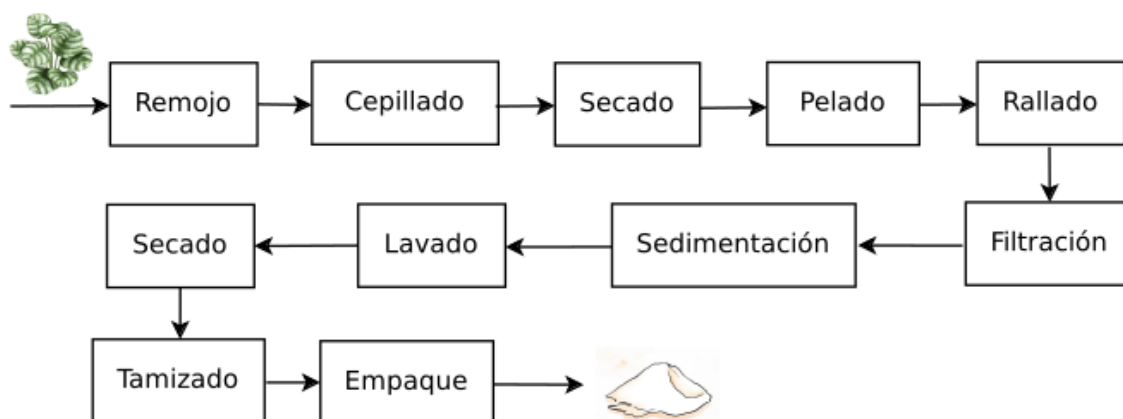 Remojo
Cepillado
Secado
Pelado
Rallado
Filtración
Sedimentación
Lavado
Secado
Tamizado
Empaque